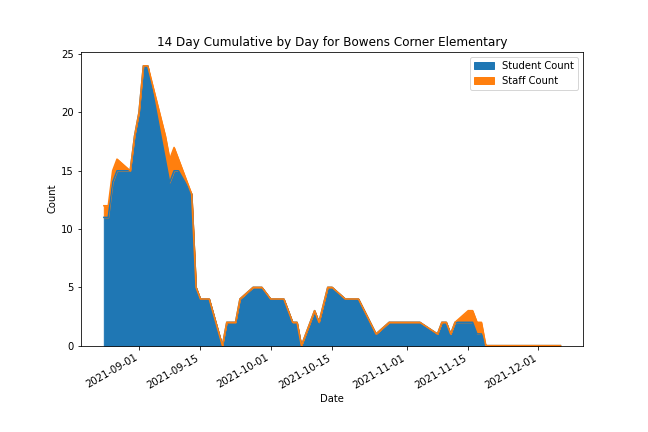 14 Day Cumulative by Day for Bowens Corner Elementary
Student Count
Staff Count
25
20
15
10
5
0
Count
2021-09-01
2021-09-15
2021-10-01
2021-10-15
2021-11-01
2021-11-15
2021-12-01
Date